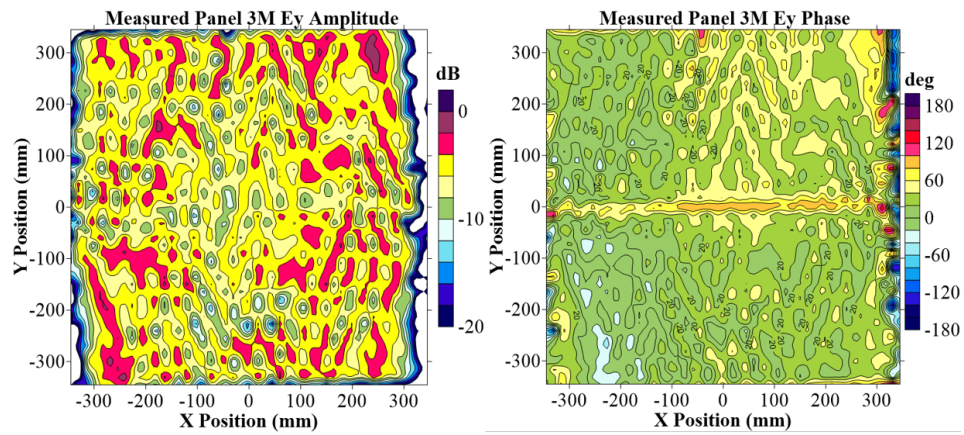 Measured Panel 3M Ey Amplitude
300
200
100
0
-100
-200
-300
Y Position (mm)
-300 -200 -100 0 100 200 300
X Position (mm)
dB
0
-10
-20
Measured Panel 3M Ey Phase
300
200
100
0
-100
-200
-300
Y Position (mm)
-300 -200 -100 0 100 200 300
X Position (mm)
deg
180
120
60
0
-60
-120
-180